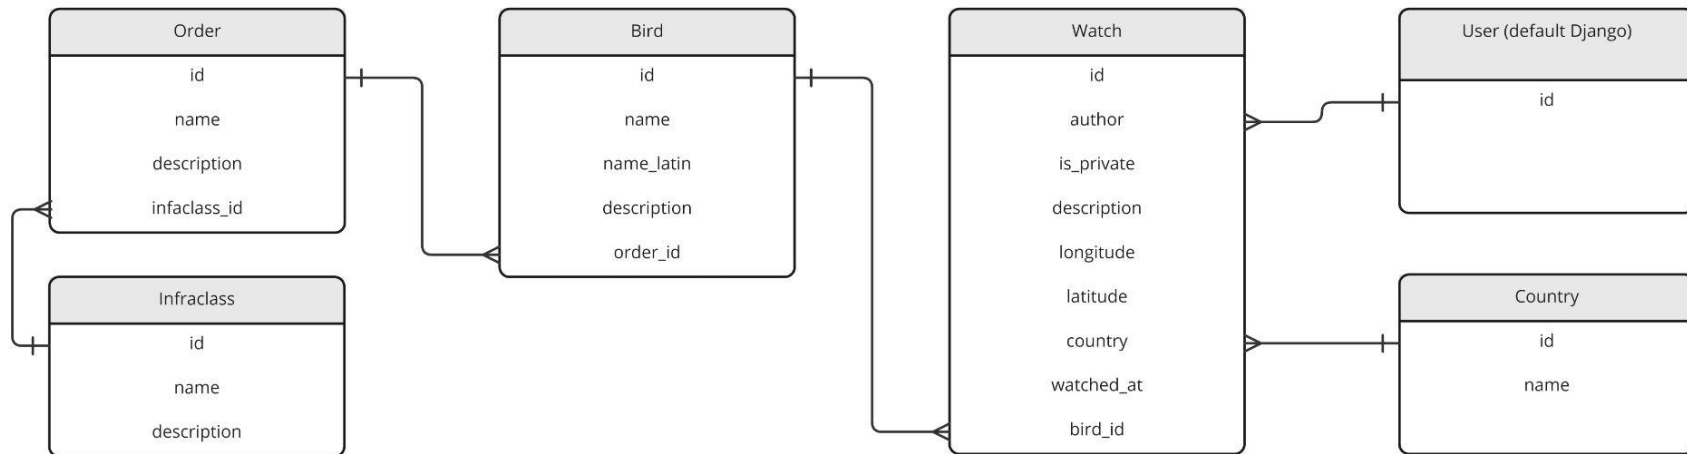 Order
id
name
description
infaclass_id
Infraclass
id
name
description
Bird
id
name
name_latin
description
order_id
Watch
id
author
is_private
description
longitude
latitude
country
watched_at
bird_id
User (default Django)
id
Country
id
name